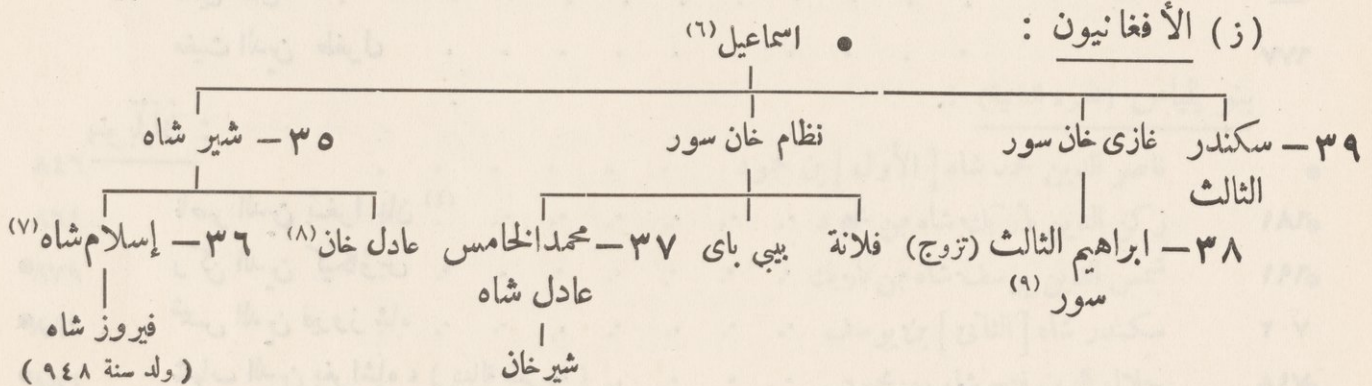 (ز) الأفغانيون :
● اسماعيل (٦)
٣٩ — سكندر الثالث
غازى خان سور
نظام خان سور
٣٥ — شير شاه
٣٨ — ابراهيم الثالث (تزوج) فلانة
سور (٩)
بيبي باى
٣٧ — محمد الخامس
عادل شاه
عادل خان (٨)
٣٦ — إسلام شاه (٧)
شير خان
فيروز شاه
(ولد سنة ٩٤٨)